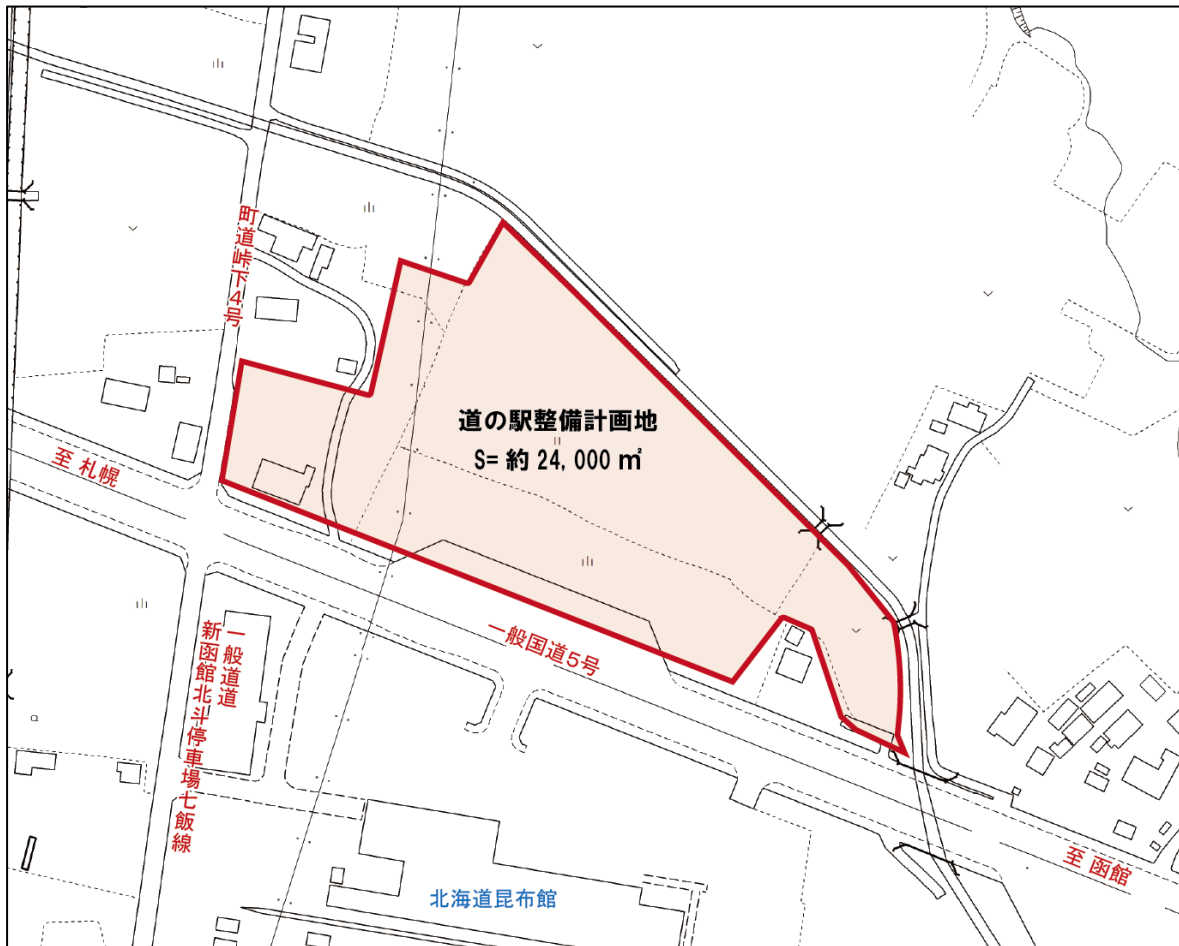 町道峠下4号
道の駅整備計画地
S= 約 24,000 ㎡
至 札幌
一般国道5号
一般道道
新函館北斗停車場七飯線
至 函館
北海道昆布館